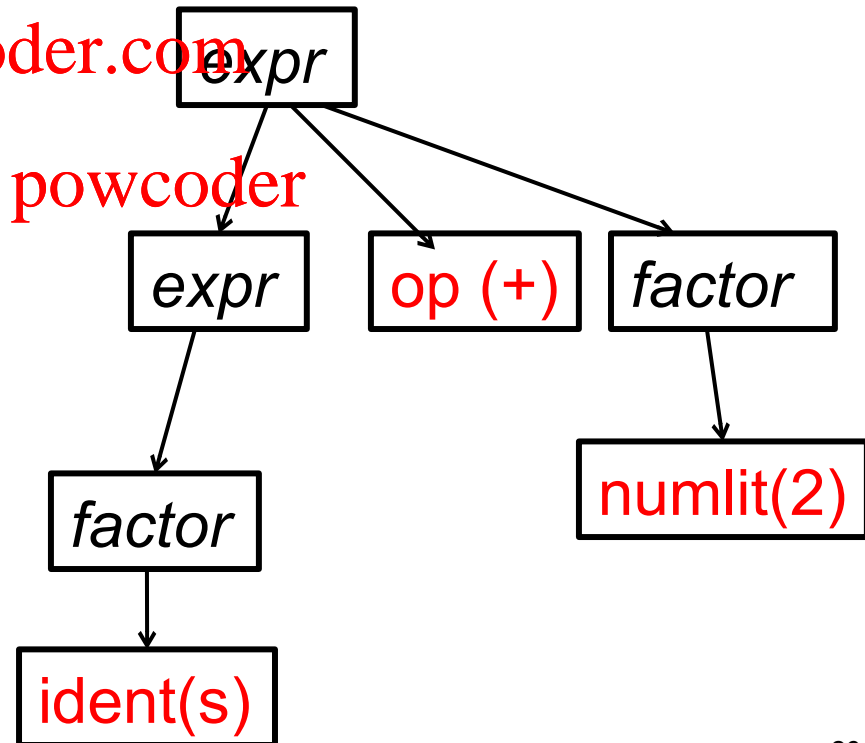 oder.com
expr
powcoder
expr op (+) factor
factor
numlit(2)
ident(s)